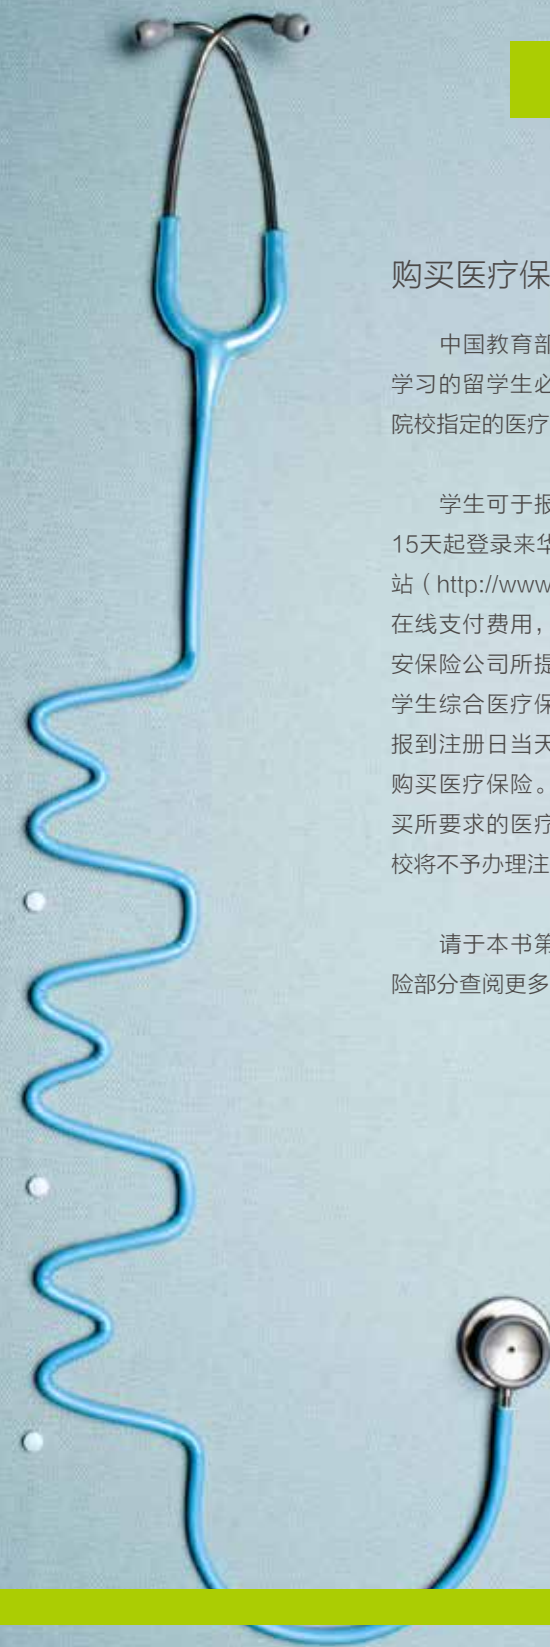 购买医疗保
中国教育部
学习的留学生必
院校指定的医疗
学生可于报
15天起登录来华
站（http://www
在线支付费用，
安保险公司所提
学生综合医疗保
报到注册日当天
购买医疗保险。
买所要求的医疗
校将不予办理注
请于本书第
险部分查阅更多